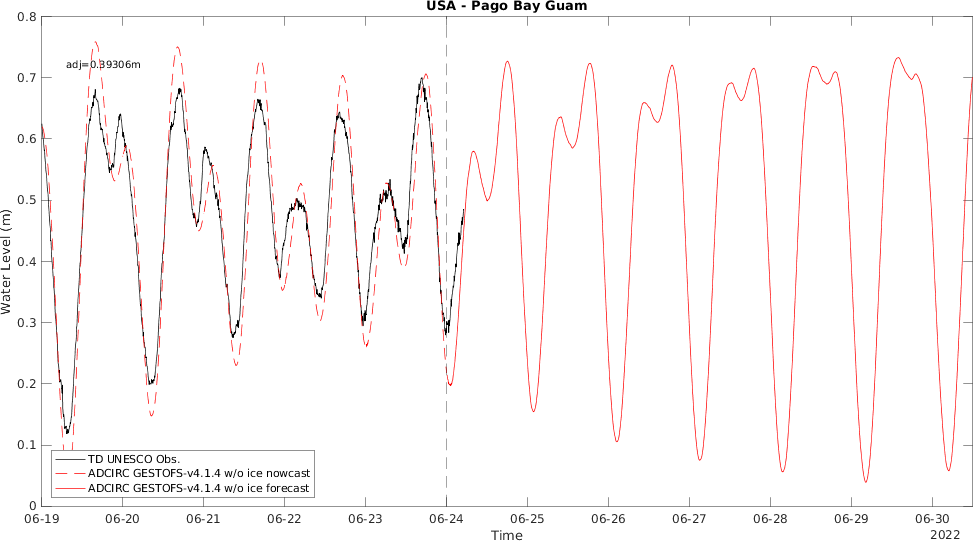 USA - Pago Bay Guam
adj=0.39306m
Water Level (m)
0.8
0.7
0.6
0.5
0.4
0.3
0.2
0.1
0
TD UNESCO Obs.
ADCIRC GESTOFS-v4.1.4 w/o ice nowcast
ADCIRC GESTOFS-v4.1.4 w/o ice forecast
06-19 06-20 06-21 06-22 06-23 06-24 06-25 06-26 06-27 06-28 06-29 06-30
2022
Time